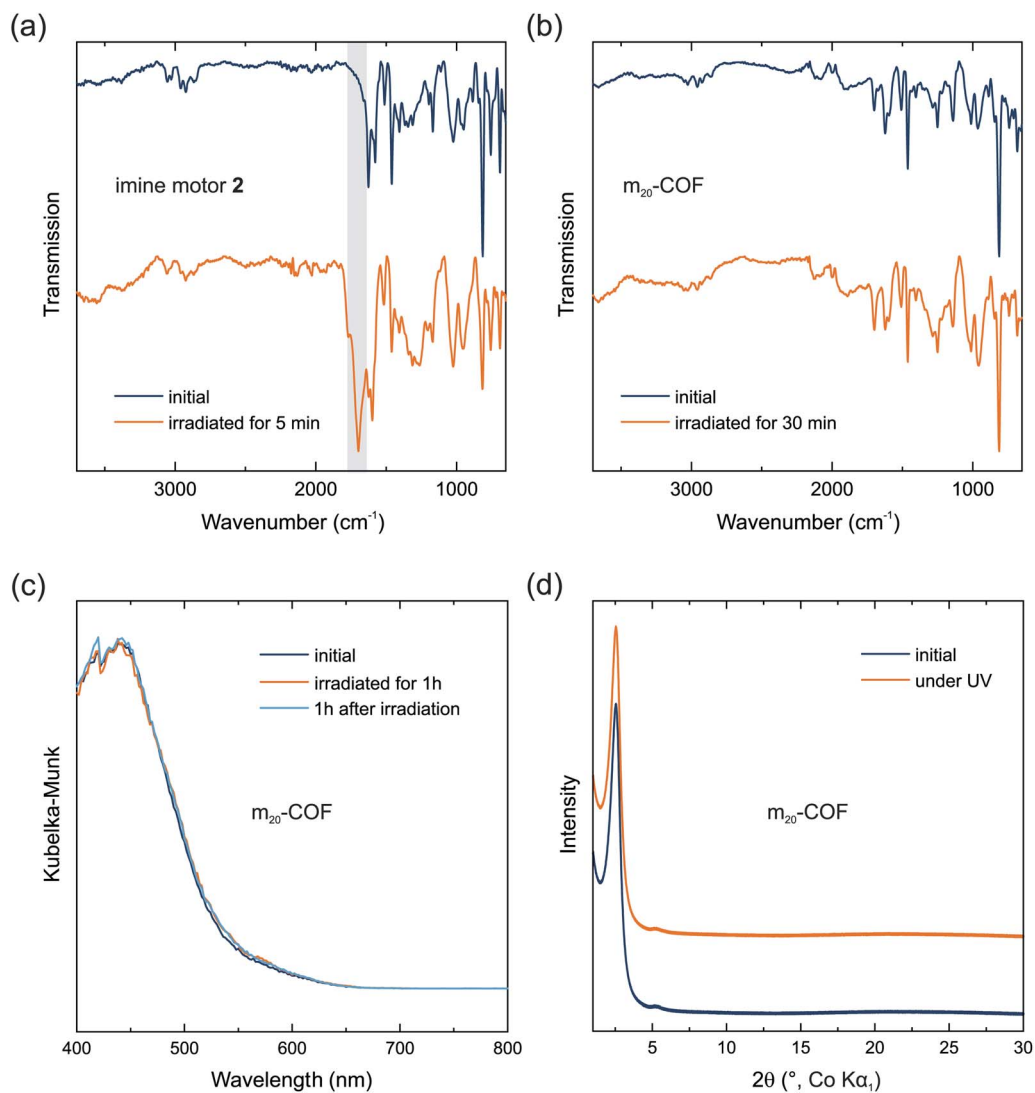 (a)
Transmission
imine motor 2
initial
irradiated for 5 min
3000 2000 1000
Wavenumber (cm⁻¹)
(b)
Transmission
m₂₀-COF
initial
irradiated for 30 min
3000 2000 1000
Wavenumber (cm⁻¹)
(c)
Kubelka-Munk
initial
irradiated for 1h
1h after irradiation
m₂₀-COF
400 500 600 700 800
Wavelength (nm)
(d)
Intensity
initial
under UV
m₂₀-COF
5 10 15 20 25 30
2θ (°, Co Kα₁)